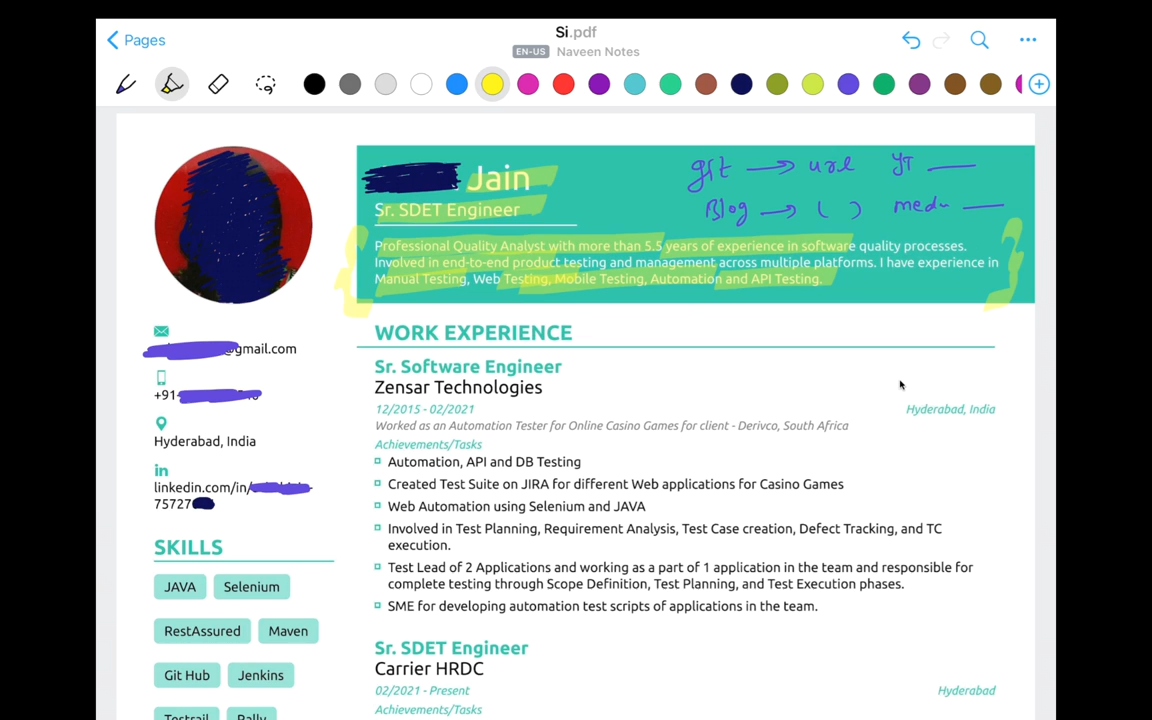 Pages
Si.pdf
EN-US Naveen Notes
Jain
Sr. SDET Engineer
git → url YT
Blog → ( ) medu
Professional Quality Analyst with more than 5.5 years of experience in software quality processes.
Involved in end-to-end product testing and management across multiple platforms. I have experience in
Manual Testing, Web Testing, Mobile Testing, Automation and API Testing.
@gmail.com
+91-
Hyderabad, India
linkedin.com/in/
75727
SKILLS
JAVA Selenium
RestAssured Maven
Git Hub Jenkins
Testrail Rally
WORK EXPERIENCE
Sr. Software Engineer
Zensar Technologies
12/2015 - 02/2021 Hyderabad, India
Worked as an Automation Tester for Online Casino Games for client - Derivco, South Africa
Achievements/Tasks
Automation, API and DB Testing
Created Test Suite on JIRA for different Web applications for Casino Games
Web Automation using Selenium and JAVA
Involved in Test Planning, Requirement Analysis, Test Case creation, Defect Tracking, and TC
execution.
Test Lead of 2 Applications and working as a part of 1 application in the team and responsible for
complete testing through Scope Definition, Test Planning, and Test Execution phases.
SME for developing automation test scripts of applications in the team.
Sr. SDET Engineer
Carrier HRDC
02/2021 - Present Hyderabad
Achievements/Tasks